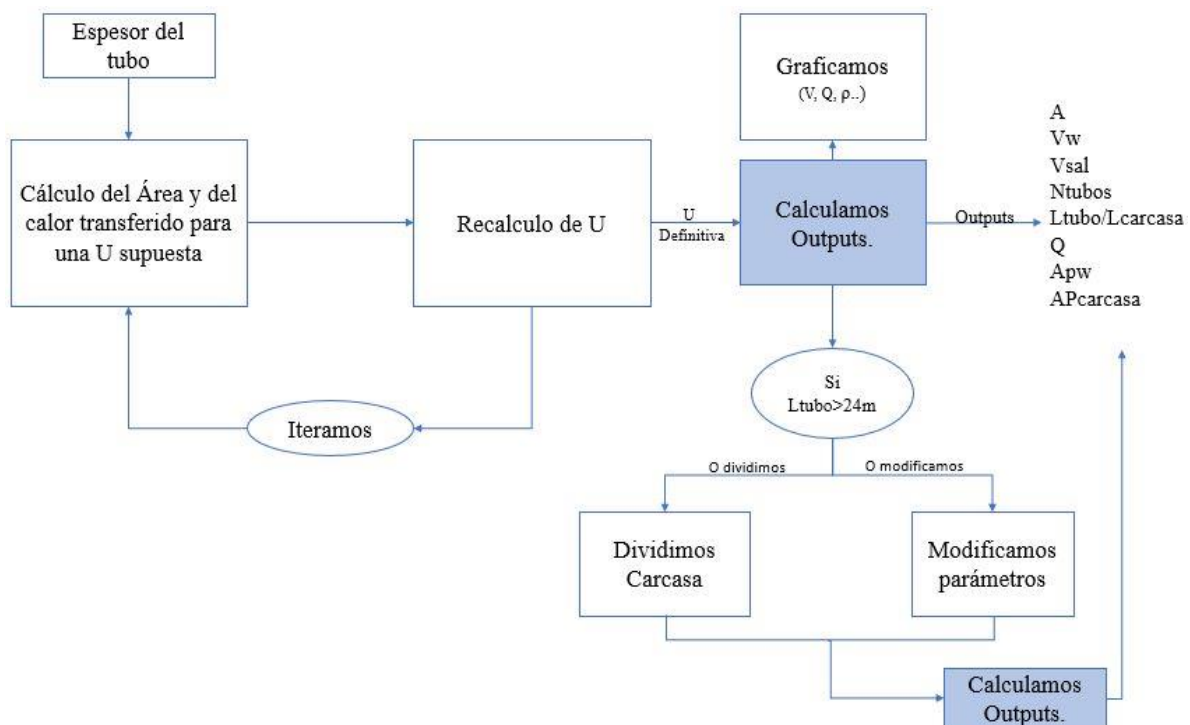 Espesor del
tubo
Cálculo del Área y del
calor transferido para
una U supuesta
Recalculo de U
Iteramos
U
Definitiva
Graficamos
(V, Q, ρ..)
Calculamos
Outputs.
Outputs
A
Vw
Vsal
Ntubos
Ltubo/Lcarcasa
Q
Apw
APcarcasa
Si
Ltubo>24m
O dividimos
O modificamos
Dividimos
Carcasa
Modificamos
parámetros
Calculamos
Outputs.